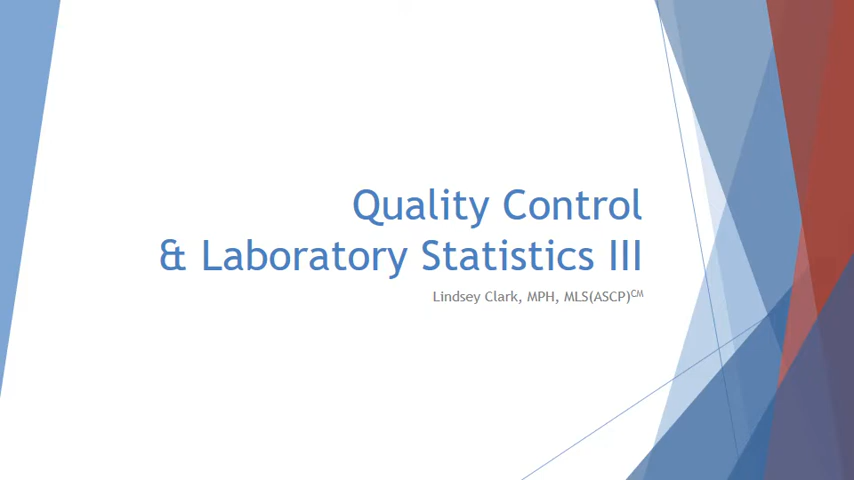 Quality Control
& Laboratory Statistics III
Lindsey Clark, MPH, MLS(ASCP)CM